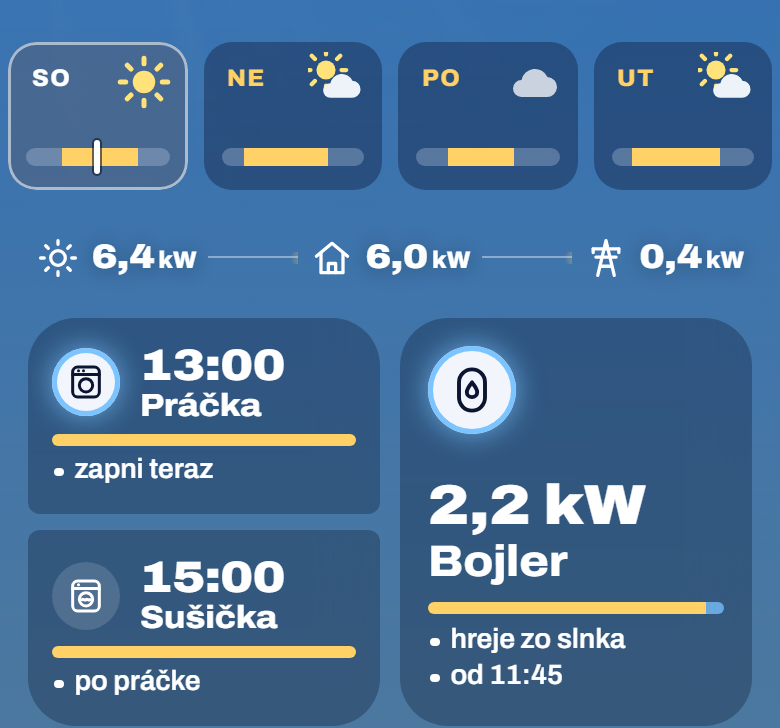 SO
NE
PO
UT
6,4 kW
6,0 kW
0,4 kW
13:00
Práčka
zapni teraz
15:00
Sušička
po práčke
2,2 kW
Bojler
hreje zo slnka
od 11:45